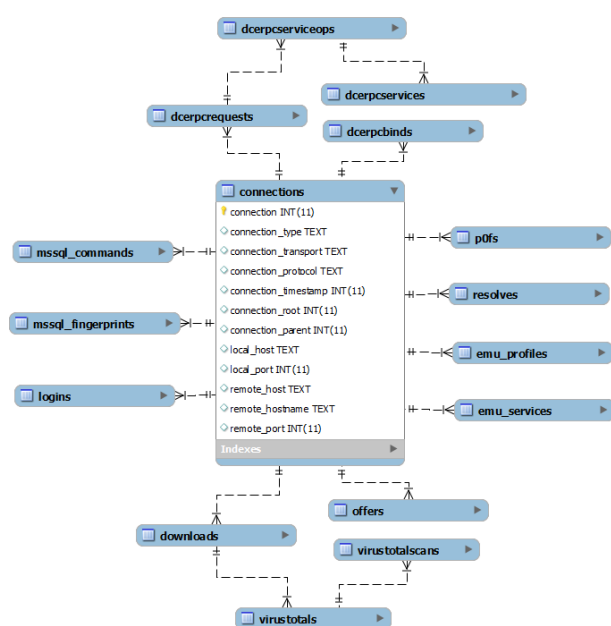 dcerpcserviceops
dcerpcservices
dcerpcrequests
dcerpcbinds
connections
connection INT(11)
connection_type TEXT
connection_transport TEXT
connection_protocol TEXT
connection_timestamp INT(11)
connection_root INT(11)
connection_parent INT(11)
local_host TEXT
local_port INT(11)
remote_host TEXT
remote_hostname TEXT
remote_port INT(11)
Indexes
mssql_commands
mssql_fingerprints
logins
p0fs
resolves
emu_profiles
emu_services
offers
downloads
virustotalscans
virustotals